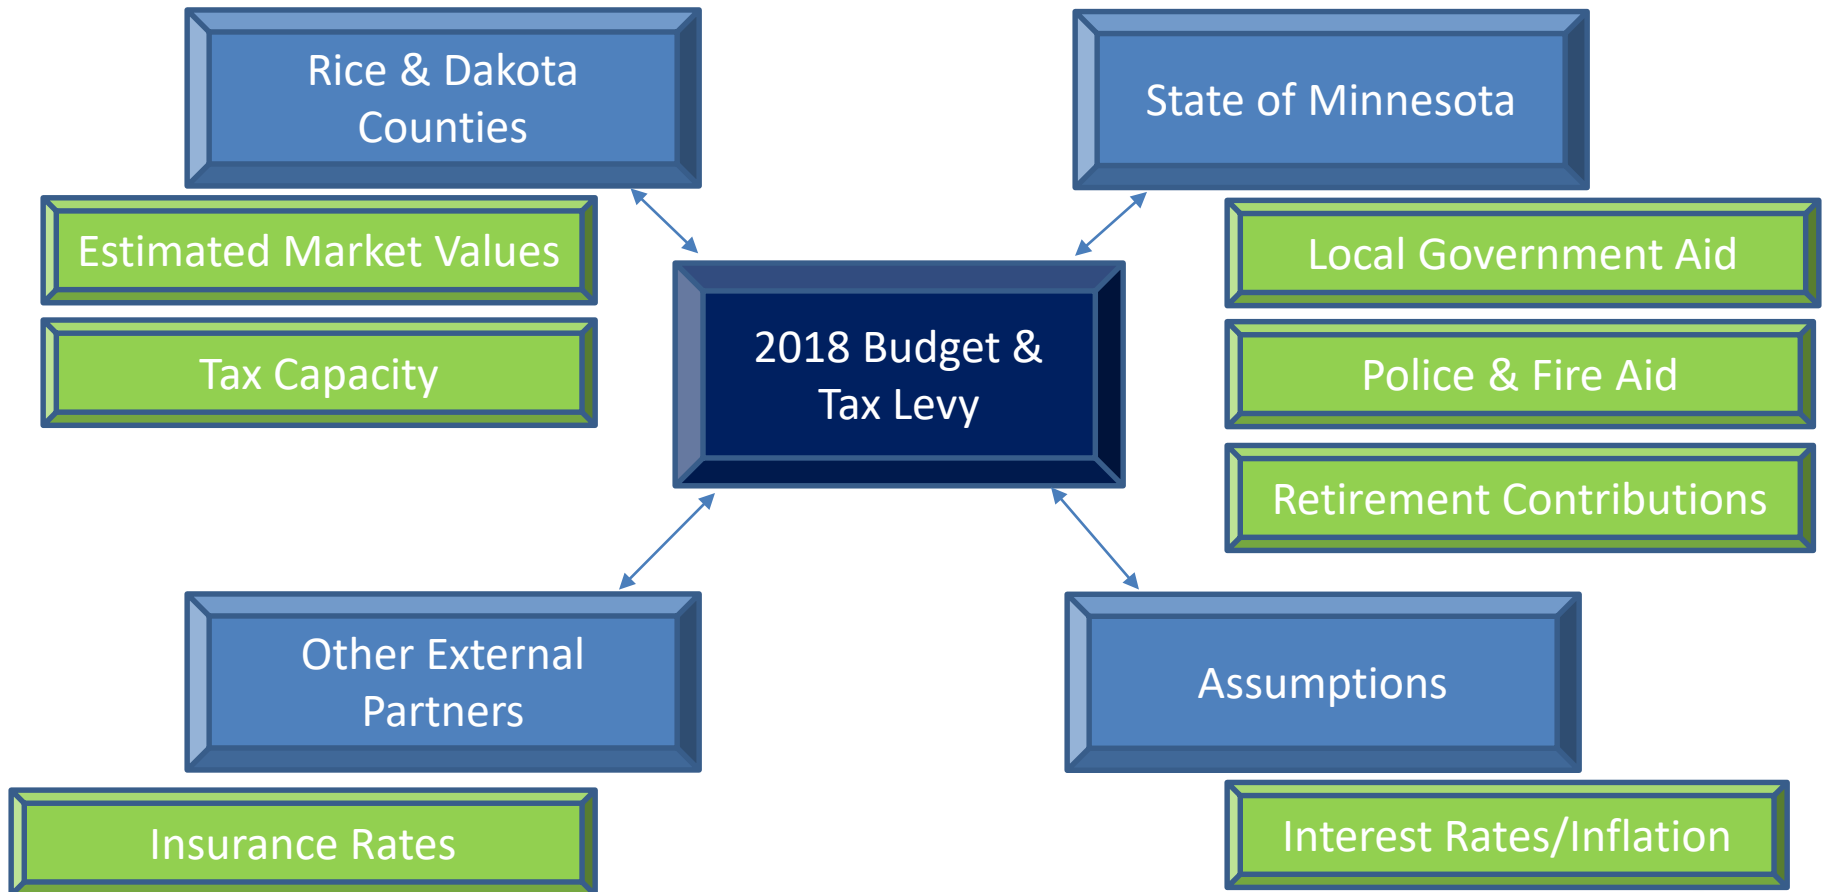 Rice & Dakota
Counties
Estimated Market Values
Tax Capacity
State of Minnesota
Local Government Aid
Police & Fire Aid
Retirement Contributions
2018 Budget &
Tax Levy
Other External
Partners
Insurance Rates
Assumptions
Interest Rates/Inflation